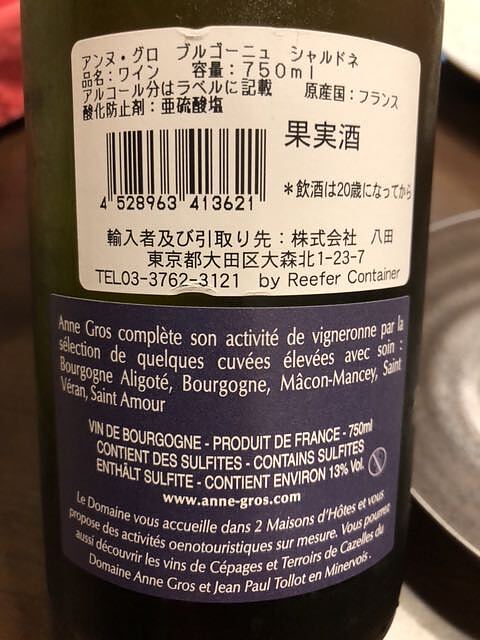 アンヌ・グロ　ブルゴーニュ　シャルドネ
品名：ワイン　容量：750ml
アルコール分はラベルに記載　原産国：フランス
酸化防止剤：亜硫酸塩
果実酒
4 528963 413621
＊飲酒は20歳になってから
輸入者及び引取り先：株式会社　八田
東京都大田区大森北1-23-7
TEL03-3762-3121　by Reefer Container
Anne Gros complète son activité de vigneronne par la
sélection de quelques cuvées élevées avec soin :
Bourgogne Aligoté, Bourgogne, Mâcon-Mancey, Saint
Véran, Saint Amour
VIN DE BOURGOGNE - PRODUIT DE FRANCE - 750ml
CONTIENT DES SULFITES - CONTAINS SULFITES
ENTHÄLT SULFITE - CONTIENT ENVIRON 13% Vol.
www.anne-gros.com
Le Domaine vous accueille dans 2 Maisons d'Hôtes et vous
propose des activités oenotouristiques sur mesure. Vous pourrez
aussi découvrir les vins de Cépages et Terroirs de Cazelles du
Domaine Anne Gros et Jean Paul Tollot en Minervois.